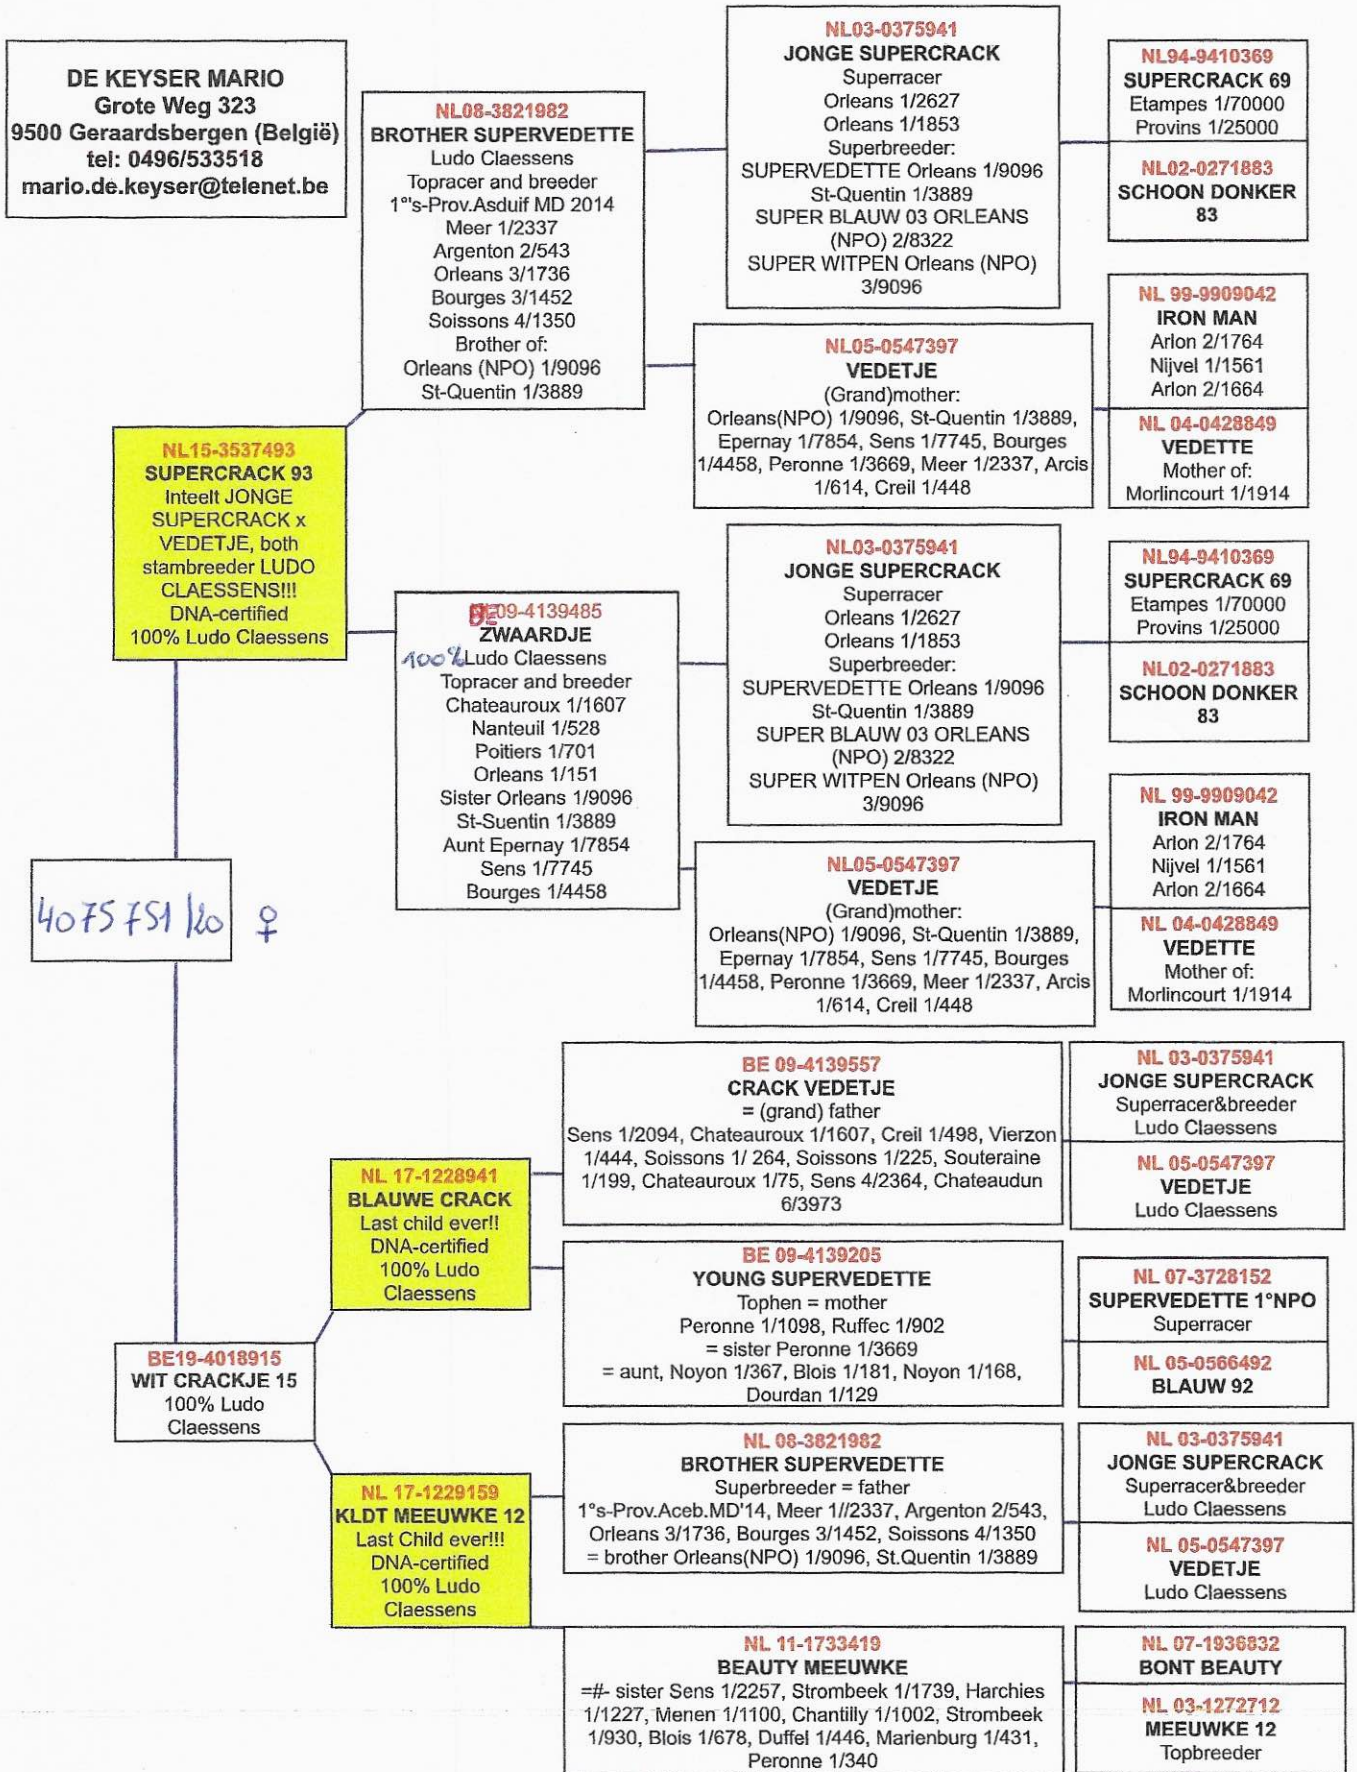 DE KEYSER MARIO
Grote Weg 323
9500 Geraardsbergen (België)
tel: 0496/533518
mario.de.keyser@telenet.be
NL08-3821982
BROTHER SUPERVEDETTE
Ludo Claessens
Topracer and breeder
1°'s-Prov.Asduif MD 2014
Meer 1/2337
Argenton 2/543
Orleans 3/1736
Bourges 3/1452
Soissons 4/1350
Brother of:
Orleans (NPO) 1/9096
St-Quentin 1/3889
NL03-0375941
JONGE SUPERCRACK
Superracer
Orleans 1/2627
Orleans 1/1853
Superbreeder:
SUPERVEDETTE Orleans 1/9096
St-Quentin 1/3889
SUPER BLAUW 03 ORLEANS
(NPO) 2/8322
SUPER WITPEN Orleans (NPO)
3/9096
NL94-9410369
SUPERCRACK 69
Etampes 1/70000
Provins 1/25000
NL02-0271883
SCHOON DONKER
83
NL05-0547397
VEDETJE
(Grand)mother:
Orleans(NPO) 1/9096, St-Quentin 1/3889,
Epernay 1/7854, Sens 1/7745, Bourges
1/4458, Peronne 1/3669, Meer 1/2337, Arcis
1/614, Creil 1/448
NL 99-9909042
IRON MAN
Arlon 2/1764
Nijvel 1/1561
Arlon 2/1664
NL 04-0428849
VEDETTE
Mother of:
Morlincourt 1/1914
NL15-3537493
SUPERCRACK 93
Inteelt JONGE
SUPERCRACK x
VEDETJE, both
stambreeder LUDO
CLAESSENS!!!
DNA-certified
100% Ludo Claessens
BE09-4139485
ZWAARDJE
100% Ludo Claessens
Topracer and breeder
Chateauroux 1/1607
Nanteuil 1/528
Poitiers 1/701
Orleans 1/151
Sister Orleans 1/9096
St-Suentin 1/3889
Aunt Epernay 1/7854
Sens 1/7745
Bourges 1/4458
NL03-0375941
JONGE SUPERCRACK
Superracer
Orleans 1/2627
Orleans 1/1853
Superbreeder:
SUPERVEDETTE Orleans 1/9096
St-Quentin 1/3889
SUPER BLAUW 03 ORLEANS
(NPO) 2/8322
SUPER WITPEN Orleans (NPO)
3/9096
NL94-9410369
SUPERCRACK 69
Etampes 1/70000
Provins 1/25000
NL02-0271883
SCHOON DONKER
83
NL05-0547397
VEDETJE
(Grand)mother:
Orleans(NPO) 1/9096, St-Quentin 1/3889,
Epernay 1/7854, Sens 1/7745, Bourges
1/4458, Peronne 1/3669, Meer 1/2337, Arcis
1/614, Creil 1/448
NL 99-9909042
IRON MAN
Arlon 2/1764
Nijvel 1/1561
Arlon 2/1664
NL 04-0428849
VEDETTE
Mother of:
Morlincourt 1/1914
4075751/20 ♀
BE19-4018915
WIT CRACKJE 15
100% Ludo
Claessens
NL 17-1228941
BLAUWE CRACK
Last child ever!!
DNA-certified
100% Ludo
Claessens
BE 09-4139557
CRACK VEDETJE
= (grand) father
Sens 1/2094, Chateauroux 1/1607, Creil 1/498, Vierzon
1/444, Soissons 1/ 264, Soissons 1/225, Souteraine
1/199, Chateauroux 1/75, Sens 4/2364, Chateaudun
6/3973
NL 03-0375941
JONGE SUPERCRACK
Superracer&breeder
Ludo Claessens
NL 05-0547397
VEDETJE
Ludo Claessens
BE 09-4139205
YOUNG SUPERVEDETTE
Tophen = mother
Peronne 1/1098, Ruffec 1/902
= sister Peronne 1/3669
= aunt, Noyon 1/367, Blois 1/181, Noyon 1/168,
Dourdan 1/129
NL 07-3728152
SUPERVEDETTE 1°NPO
Superracer
NL 05-0566492
BLAUW 92
NL 17-1229159
KLDT MEEUWKE 12
Last Child ever!!!
DNA-certified
100% Ludo
Claessens
NL 08-3821982
BROTHER SUPERVEDETTE
Superbreeder = father
1°s-Prov.Aceb.MD'14, Meer 1//2337, Argenton 2/543,
Orleans 3/1736, Bourges 3/1452, Soissons 4/1350
= brother Orleans(NPO) 1/9096, St.Quentin 1/3889
NL 03-0375941
JONGE SUPERCRACK
Superracer&breeder
Ludo Claessens
NL 05-0547397
VEDETJE
Ludo Claessens
NL 11-1733419
BEAUTY MEEUWKE
=#- sister Sens 1/2257, Strombeek 1/1739, Harchies
1/1227, Menen 1/1100, Chantilly 1/1002, Strombeek
1/930, Blois 1/678, Duffel 1/446, Marienburg 1/431,
Peronne 1/340
NL 07-1936832
BONT BEAUTY
NL 03-1272712
MEEUWKE 12
Topbreeder